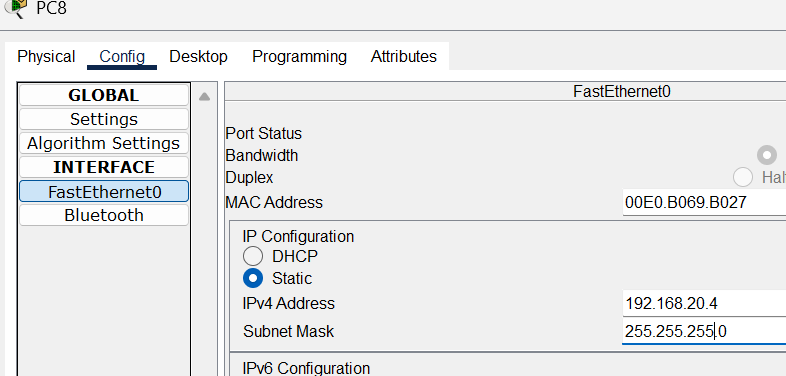 PC8
Physical Config Desktop Programming Attributes
GLOBAL
Settings
Algorithm Settings
INTERFACE
FastEthernet0
Bluetooth
FastEthernet0
Port Status
Bandwidth
Duplex Hal
MAC Address 00E0.B069.B027
IP Configuration
DHCP
Static
IPv4 Address 192.168.20.4
Subnet Mask 255.255.255.0
IPv6 Configuration